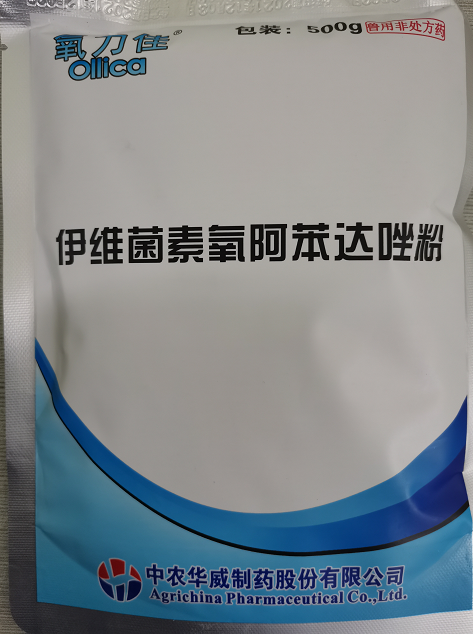 氧刀佳®
Ollica
包装：500g
兽用非处方药
伊维菌素氧阿苯达唑粉
中农华威制药股份有限公司
Agrichina Pharmaceutical Co.,Ltd.